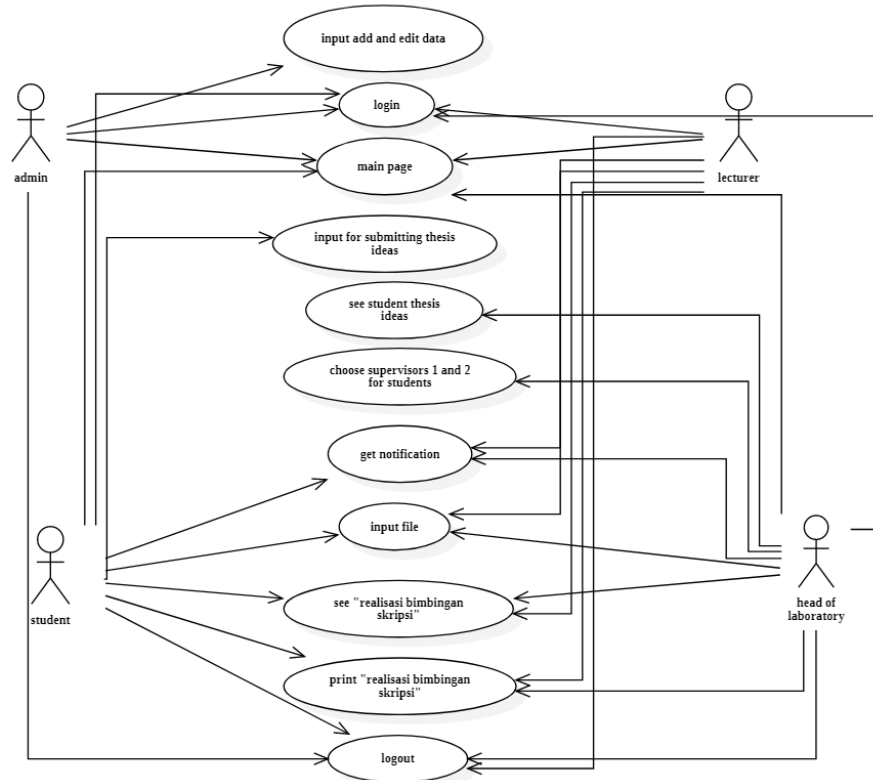 input add and edit data
login
admin
lecturer
main page
input for submitting thesis
ideas
see student thesis
ideas
choose supervisors 1 and 2
for students
get notification
input file
student
see "realisasi bimbingan
skripsi"
head of
laboratory
print "realisasi bimbingan
skripsi"
logout